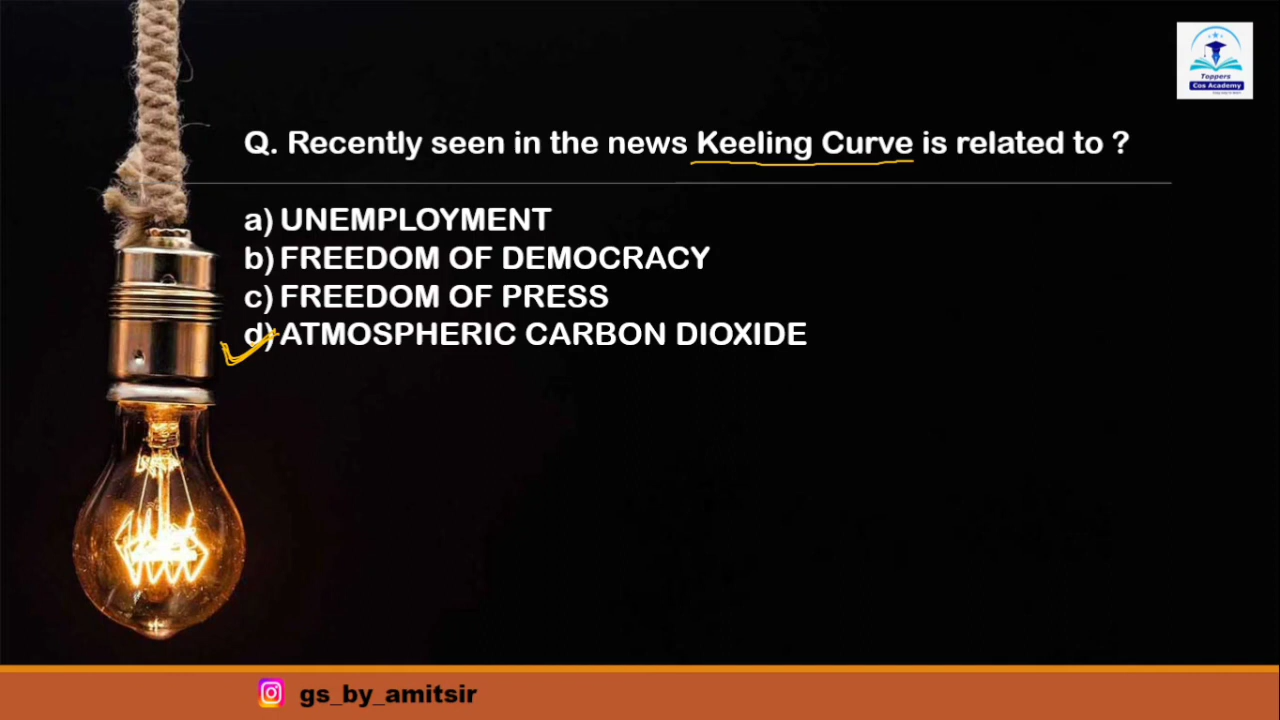 Toppers
Cos Academy
Q. Recently seen in the news Keeling Curve is related to ?
a) UNEMPLOYMENT
b) FREEDOM OF DEMOCRACY
c) FREEDOM OF PRESS
d) ATMOSPHERIC CARBON DIOXIDE
gs_by_amitsir